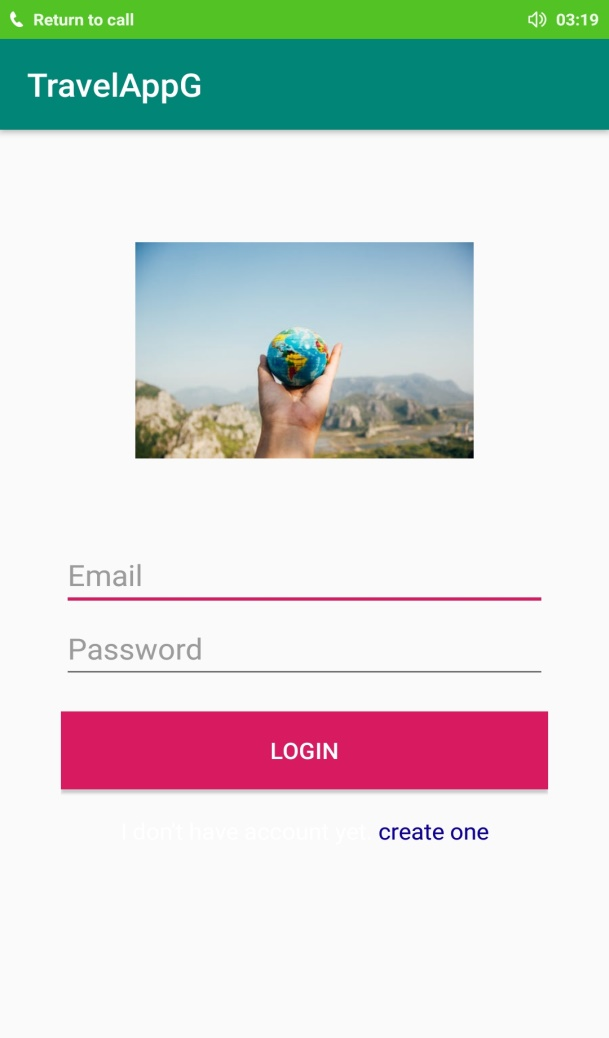 Return to call 03:19
TravelAppG
Email
Password
LOGIN
I don't have account yet, create one